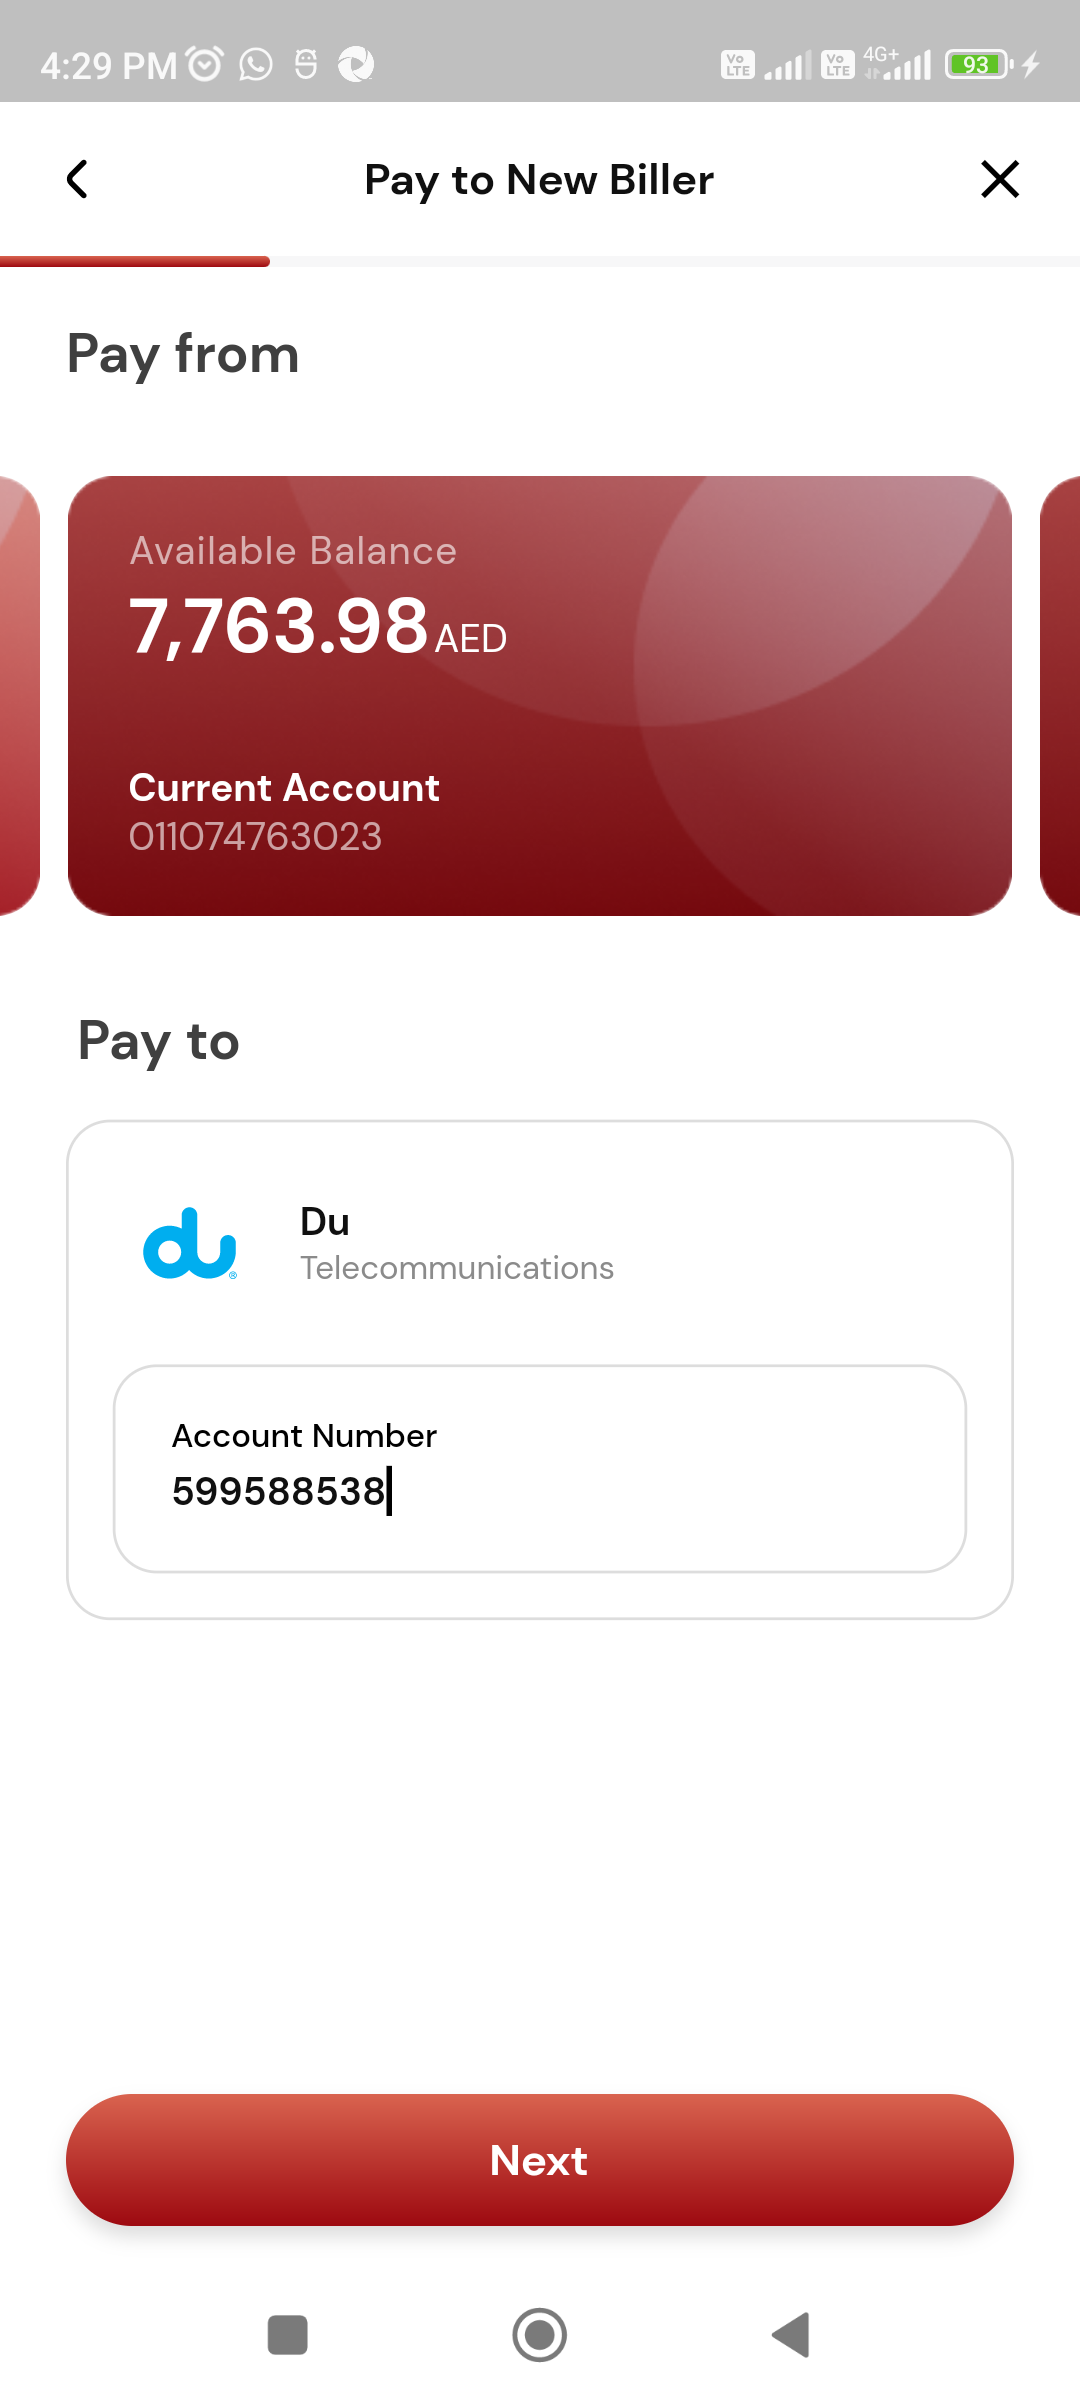 4:29 PM
Vo LTE Vo LTE 4G+ 93
Pay to New Biller
Pay from
Available Balance
7,763.98 AED
Current Account
011074763023
Pay to
du
Du
Telecommunications
Account Number
599588538
Next